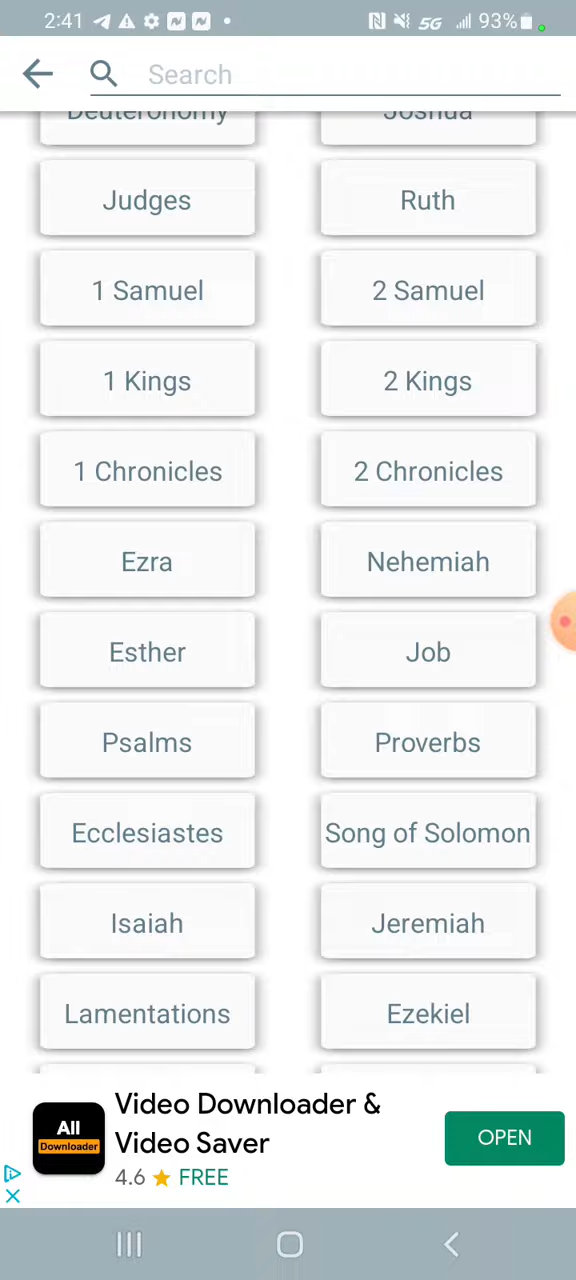 2:41 5G 93%
Search
Deuteronomy Joshua
Judges Ruth
1 Samuel 2 Samuel
1 Kings 2 Kings
1 Chronicles 2 Chronicles
Ezra Nehemiah
Esther Job
Psalms Proverbs
Ecclesiastes Song of Solomon
Isaiah Jeremiah
Lamentations Ezekiel
All
Downloader
Video Downloader &
Video Saver
4.6 ★ FREE
OPEN